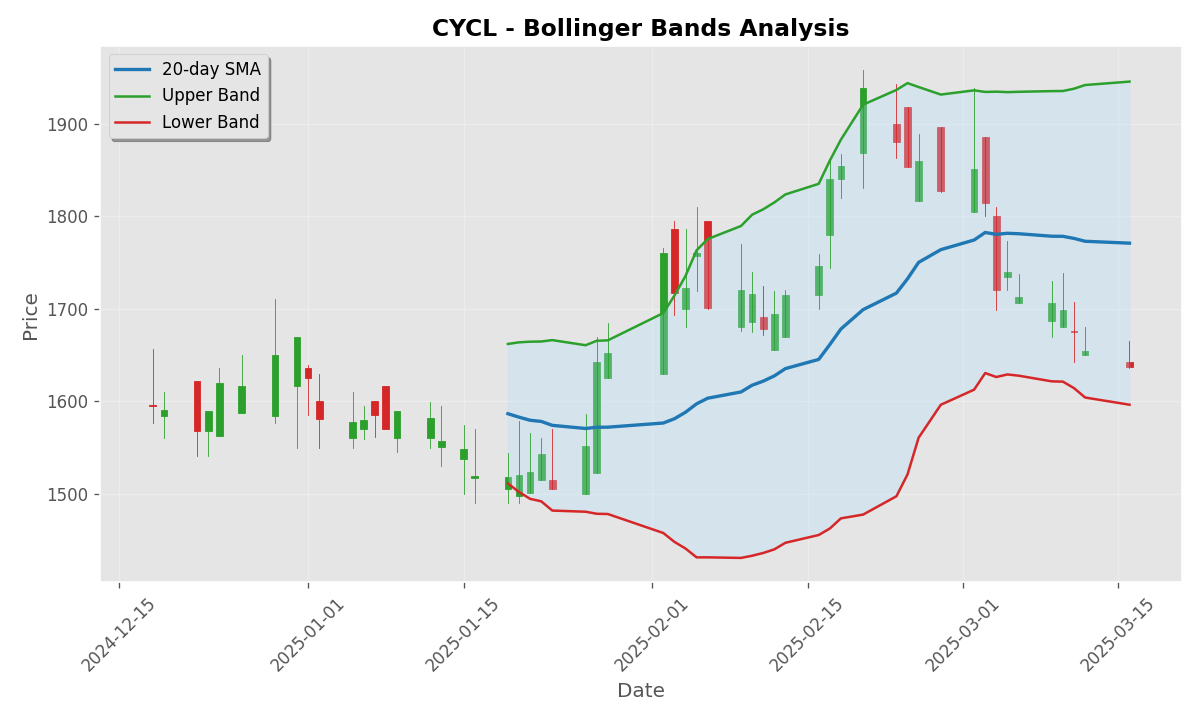 CYCL - Bollinger Bands Analysis
20-day SMA
Upper Band
Lower Band
Price
1900
1800
1700
1600
1500
2024-12-15
2025-01-01
2025-01-15
2025-02-01
2025-02-15
2025-03-01
2025-03-15
Date